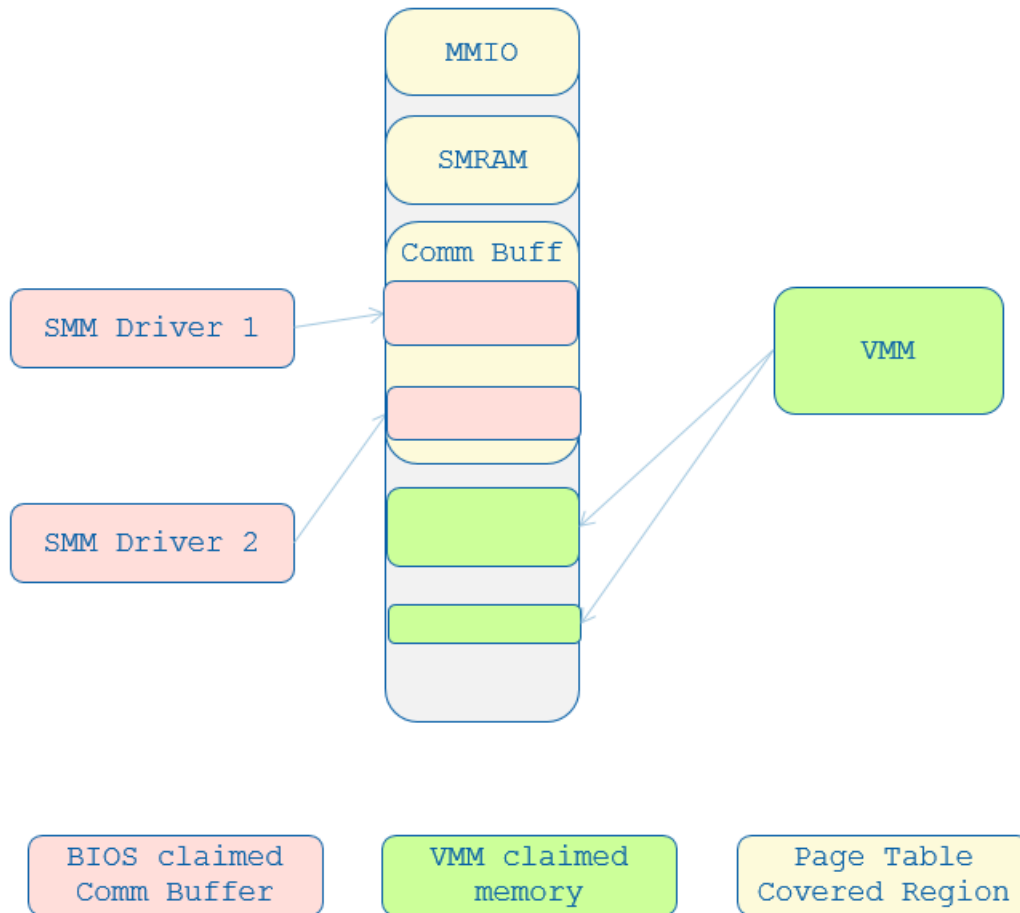 MMIO
SMRAM
Comm Buff
SMM Driver 1
VMM
SMM Driver 2
BIOS claimed
Comm Buffer
VMM claimed
memory
Page Table
Covered Region